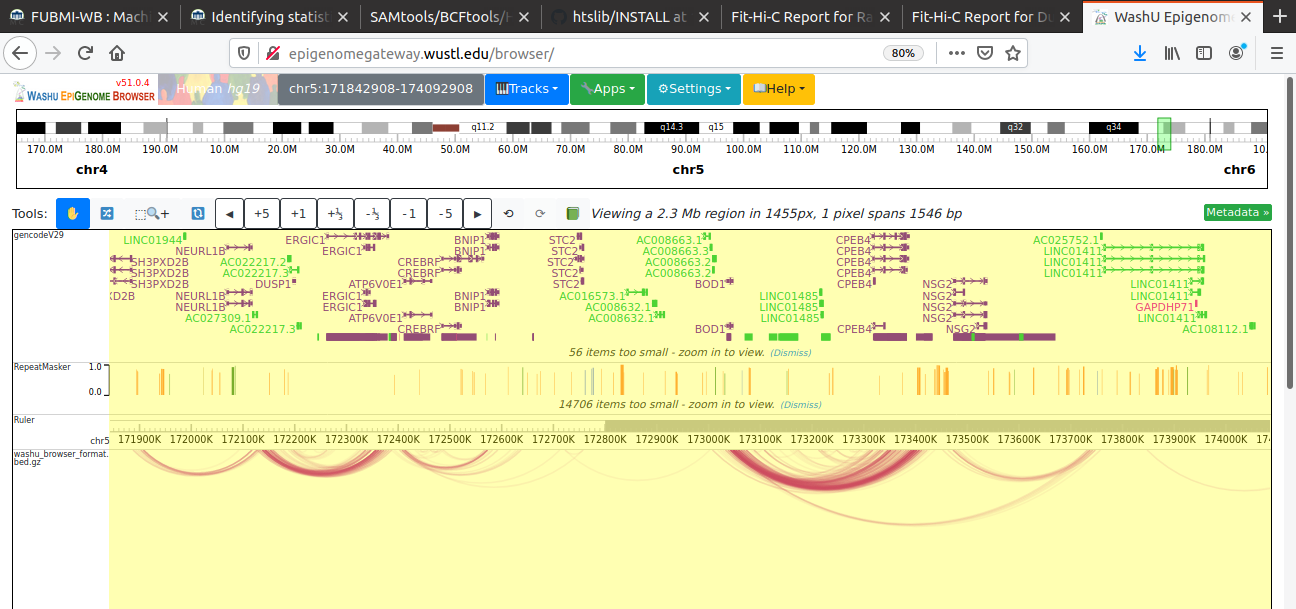 FUBMI-WB : Mach
Identifying statist
SAMtools/BCFtools/H
htslib/INSTALL at
Fit-Hi-C Report for Ra
Fit-Hi-C Report for Du
WashU Epigenom
epigenomegateway.wustl.edu/browser/
80%
v51.0.4
WASHU EPIGENOME BROWSER
Human hg19
chr5:171842908-174092908
Tracks
Apps
Settings
Help
q11.2 q14.3 q15 q32 q34
170.0M 180.0M 190.0M 10.0M 20.0M 30.0M 40.0M 50.0M 60.0M 70.0M 80.0M 90.0M 100.0M 110.0M 120.0M 130.0M 140.0M 150.0M 160.0M 170.0M 180.0M 10.
chr4 chr5 chr6
Tools: +5 +1 +⅓ -⅓ -1 -5 Viewing a 2.3 Mb region in 1455px, 1 pixel spans 1546 bp
Metadata »
gencodeV29
LINC01944 ERGIC1 BNIP1 STC2 AC008663.1 CPEB4 AC025752.1
NEURL1B ERGIC1 BNIP1 STC2 AC008663.3 CPEB4 LINC01411
SH3PXD2B AC022217.2 CREBRF STC2 AC008663.2 CPEB4 LINC01411
SH3PXD2B AC022217.3 CREBRF STC2 AC008663.2 CPEB4 LINC01411
SH3PXD2B DUSP1 ATP6V0E1 STC2 BOD1 CPEB4 NSG2 LINC01411
XD2B NEURL1B ERGIC1 BNIP1 AC016573.1 LINC01485 NSG2 LINC01411
NEURL1B ERGIC1 BNIP1 AC008632.1 LINC01485 NSG2 GAPDHP71
AC027309.1 ATP6V0E1 AC008632.1 LINC01485 NSG2 LINC01411
AC022217.3 CREBRF BOD1 CPEB4 NSG2 AC108112.1
56 items too small - zoom in to view. (Dismiss)
RepeatMasker
1.0
0.0
14706 items too small - zoom in to view. (Dismiss)
Ruler
chr5
171900K 172000K 172100K 172200K 172300K 172400K 172500K 172600K 172700K 172800K 172900K 173000K 173100K 173200K 173300K 173400K 173500K 173600K 173700K 173800K 173900K 174000K 17
washu_browser_format.
bed.gz